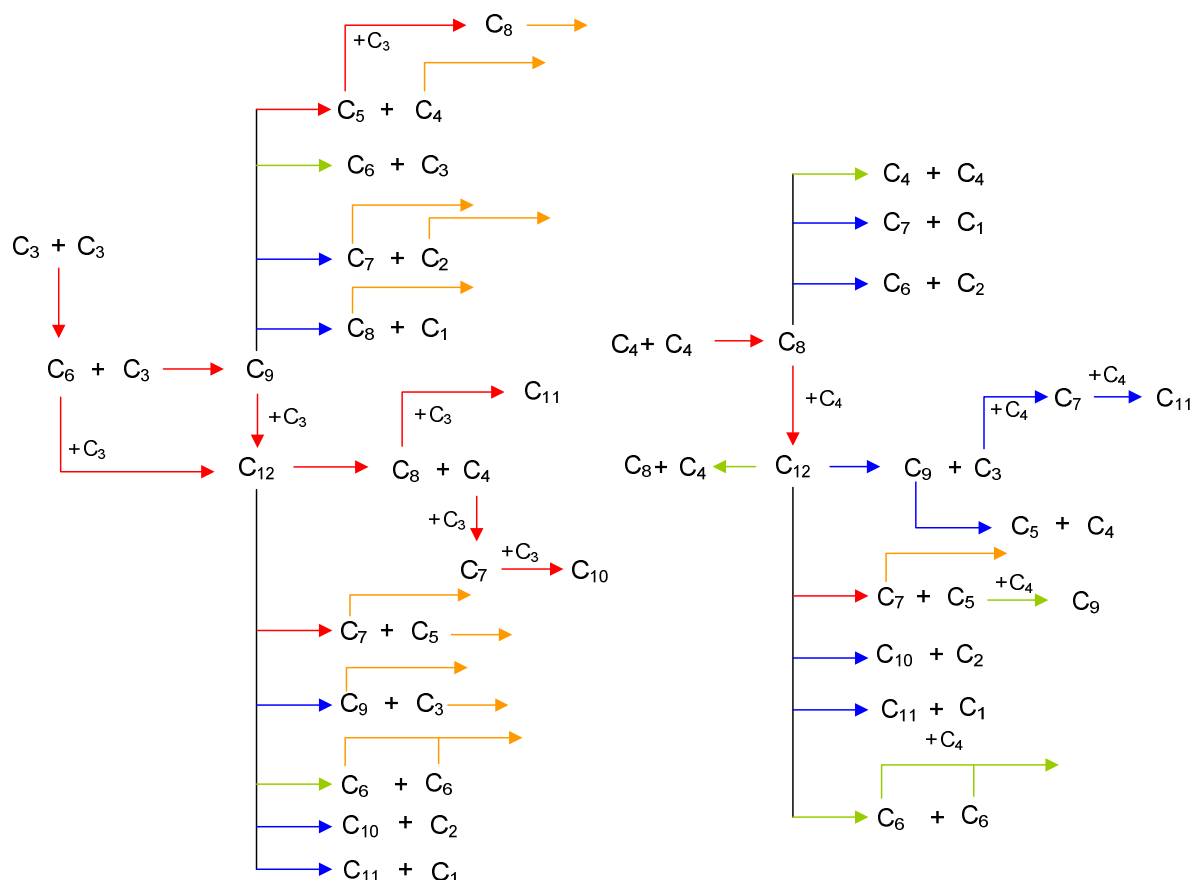 +C₃
C₈
C₅ + C₄
C₆ + C₃
C₇ + C₂
C₈ + C₁
C₃ + C₃
C₆ + C₃
C₉
+C₃
+C₃
C₁₂
C₁₁
+C₃
C₈ + C₄
+C₃
C₇
+C₃
C₁₀
C₇ + C₅
C₉ + C₃
C₆ + C₆
C₁₀ + C₂
C₁₁ + C₁
C₄ + C₄
C₇ + C₁
C₆ + C₂
C₄+ C₄
C₈
+C₄
C₈+ C₄
C₁₂
C₉ + C₃
+C₄
C₇
+C₄
C₁₁
C₅ + C₄
C₇ + C₅
+C₄
C₉
C₁₀ + C₂
C₁₁ + C₁
+C₄
C₆ + C₆